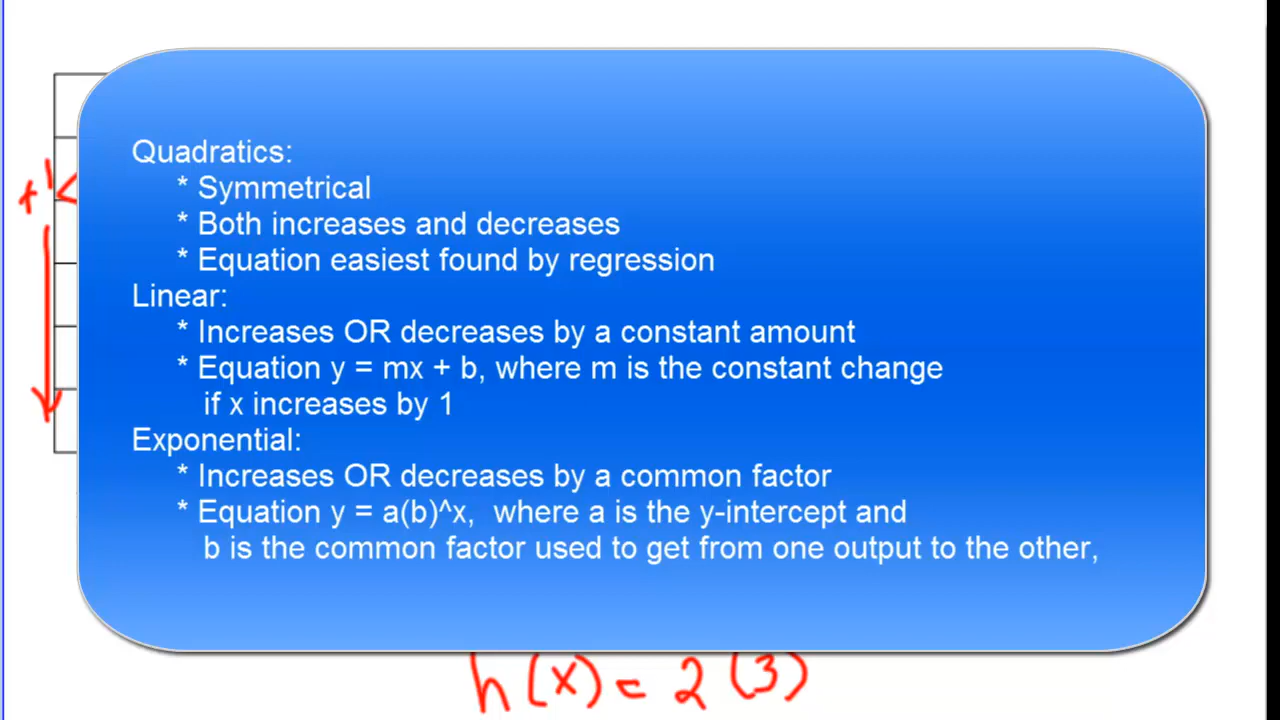 Quadratics:
* Symmetrical
* Both increases and decreases
* Equation easiest found by regression
Linear:
* Increases OR decreases by a constant amount
* Equation y = mx + b, where m is the constant change
if x increases by 1
Exponential:
* Increases OR decreases by a common factor
* Equation y = a(b)^x,  where a is the y-intercept and
b is the common factor used to get from one output to the other,
+1
h(x) = 2(3)